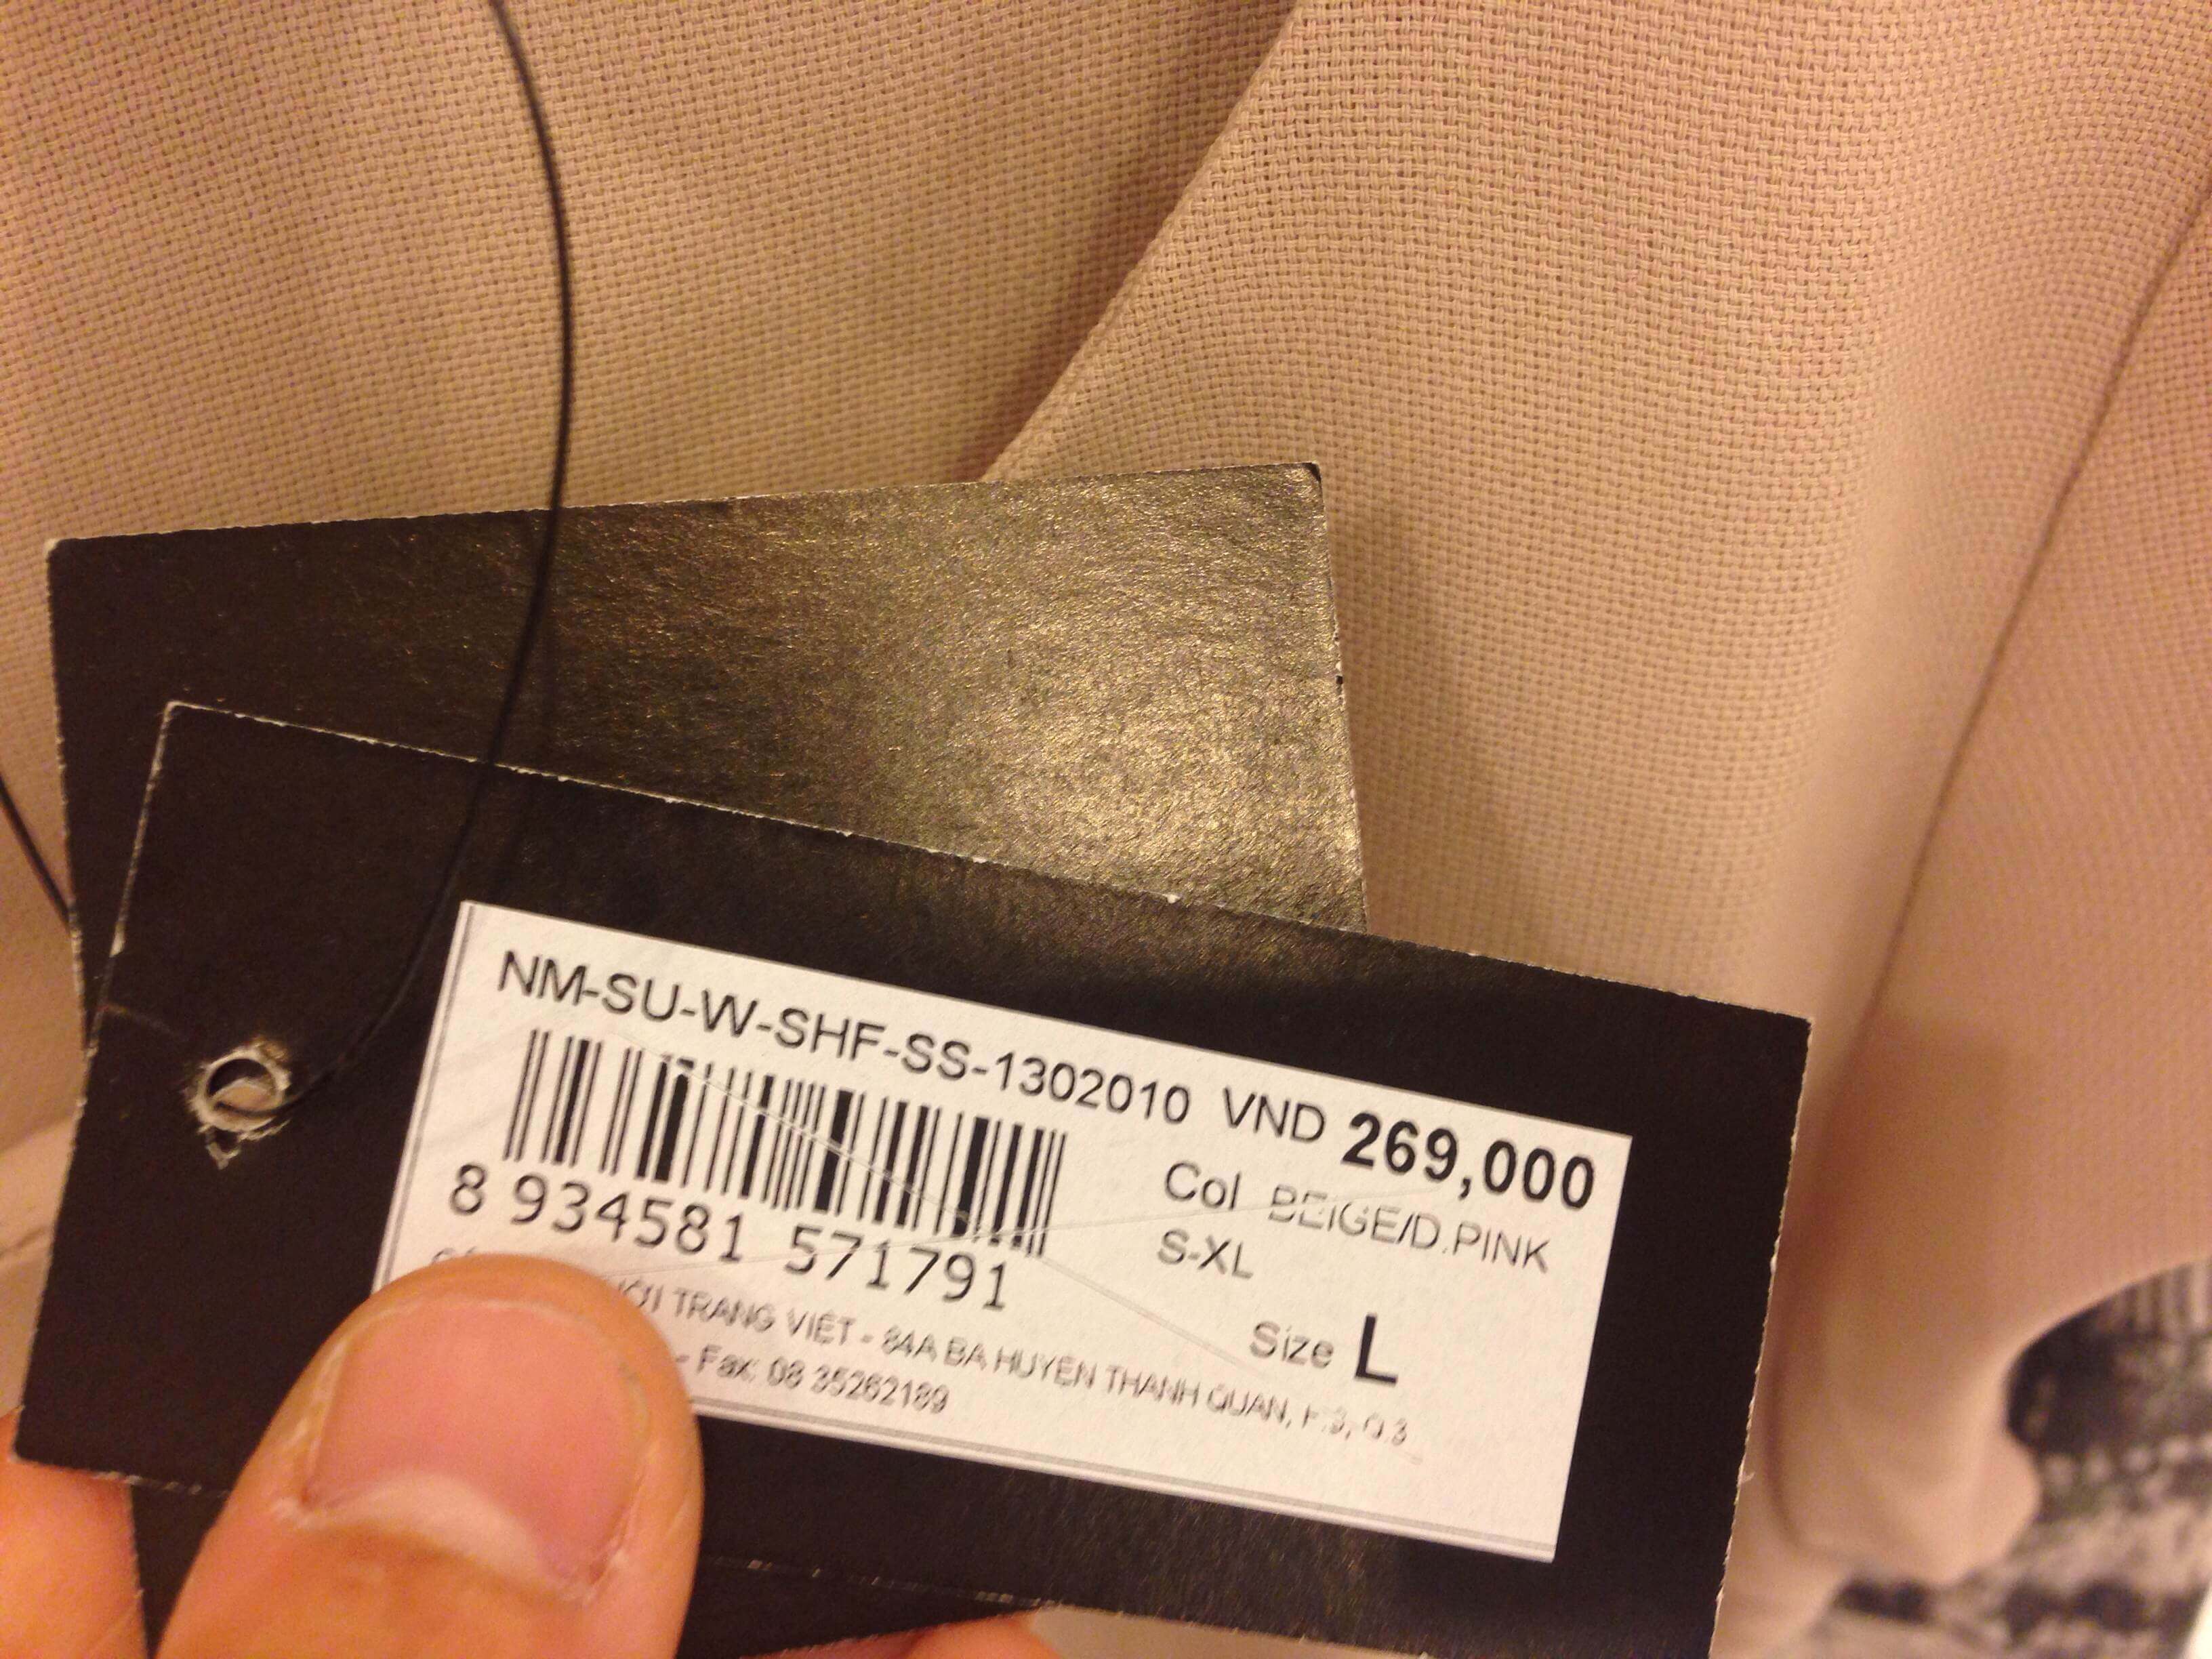 NM-SU-W-SHF-SS-1302010 VND 269,000
Col BEIGE/D.PINK
S-XL
8 934581 571791
Size L
TRANG VIỆT - 84A BA HUYEN THANH QUAN, F.3, Q.3
- Fax: 08 35262189